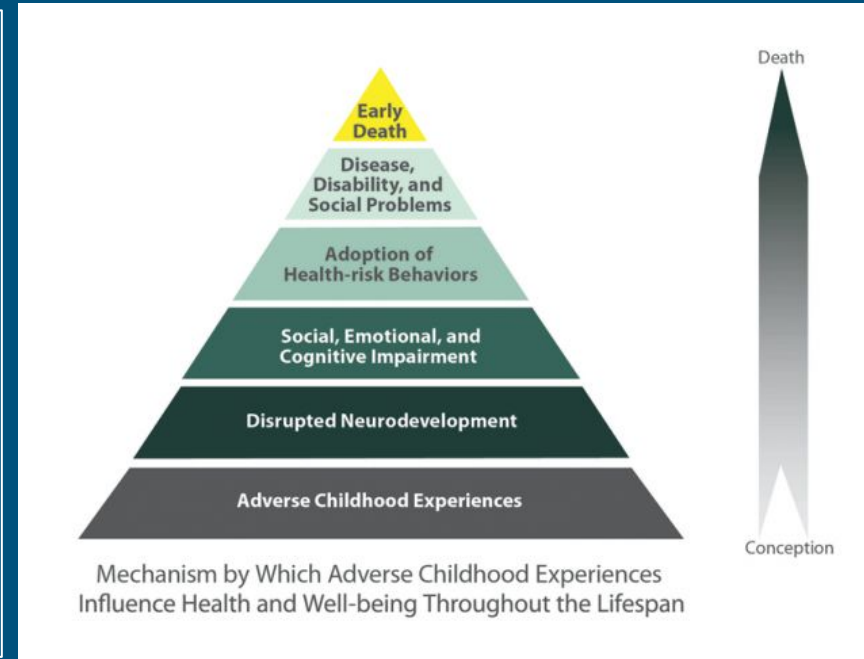 Early
Death
Disease,
Disability, and
Social Problems
Adoption of
Health-risk Behaviors
Social, Emotional, and
Cognitive Impairment
Disrupted Neurodevelopment
Adverse Childhood Experiences
Mechanism by Which Adverse Childhood Experiences
Influence Health and Well-being Throughout the Lifespan
Death
Conception